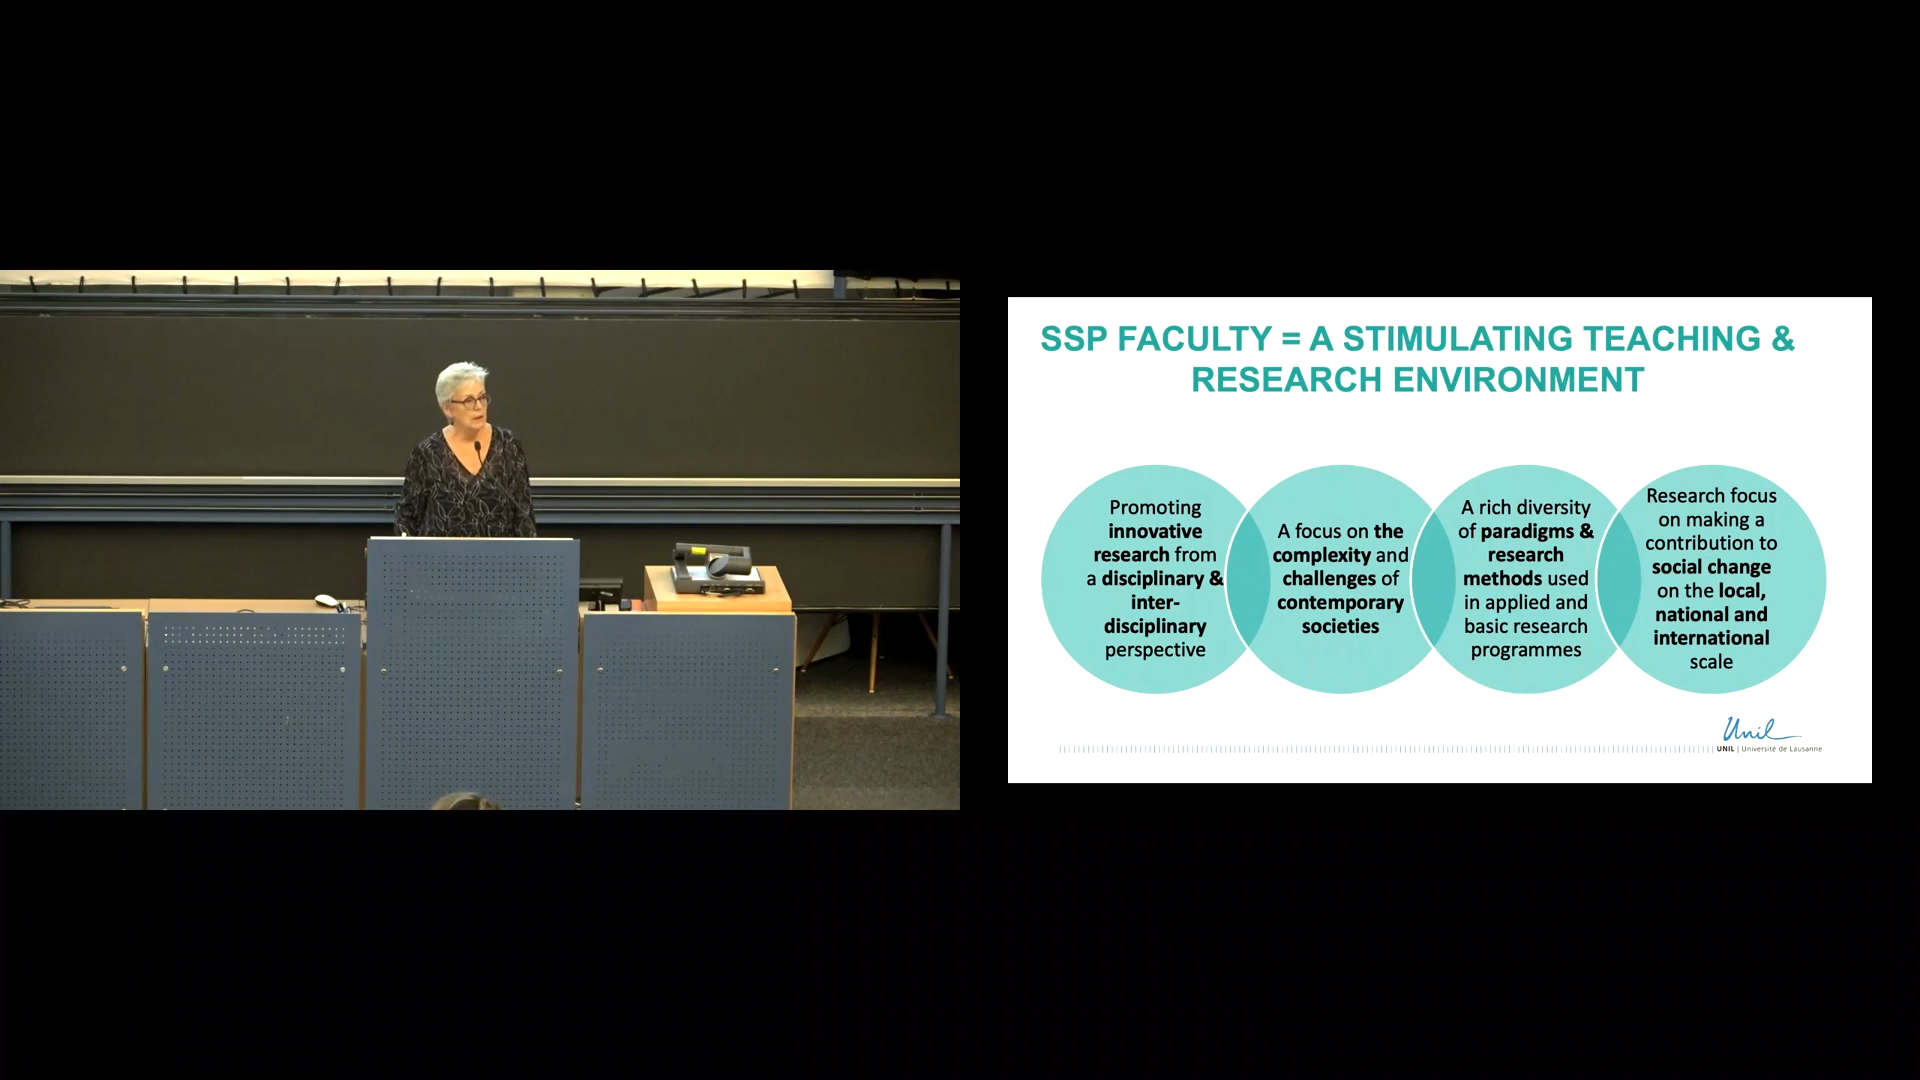 SSP FACULTY = A STIMULATING TEACHING &
RESEARCH ENVIRONMENT
Promoting
innovative
research from
a disciplinary &
inter-
disciplinary
perspective
A focus on the
complexity and
challenges of
contemporary
societies
A rich diversity
of paradigms &
research
methods used
in applied and
basic research
programmes
Research focus
on making a
contribution to
social change
on the local,
national and
international
scale
Unil
UNIL | Université de Lausanne